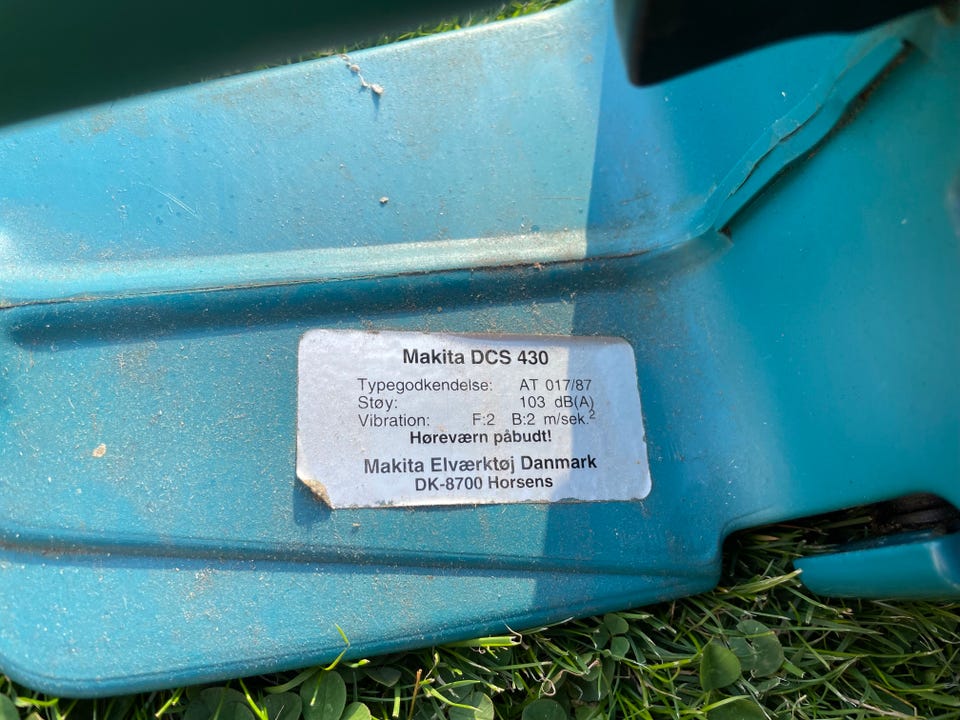 Makita DCS 430
Typegodkendelse: AT 017/87
Støy: 103 dB(A)
Vibration: F:2 B:2 m/sek.²
Høreværn påbudt!
Makita Elværktøj Danmark
DK-8700 Horsens